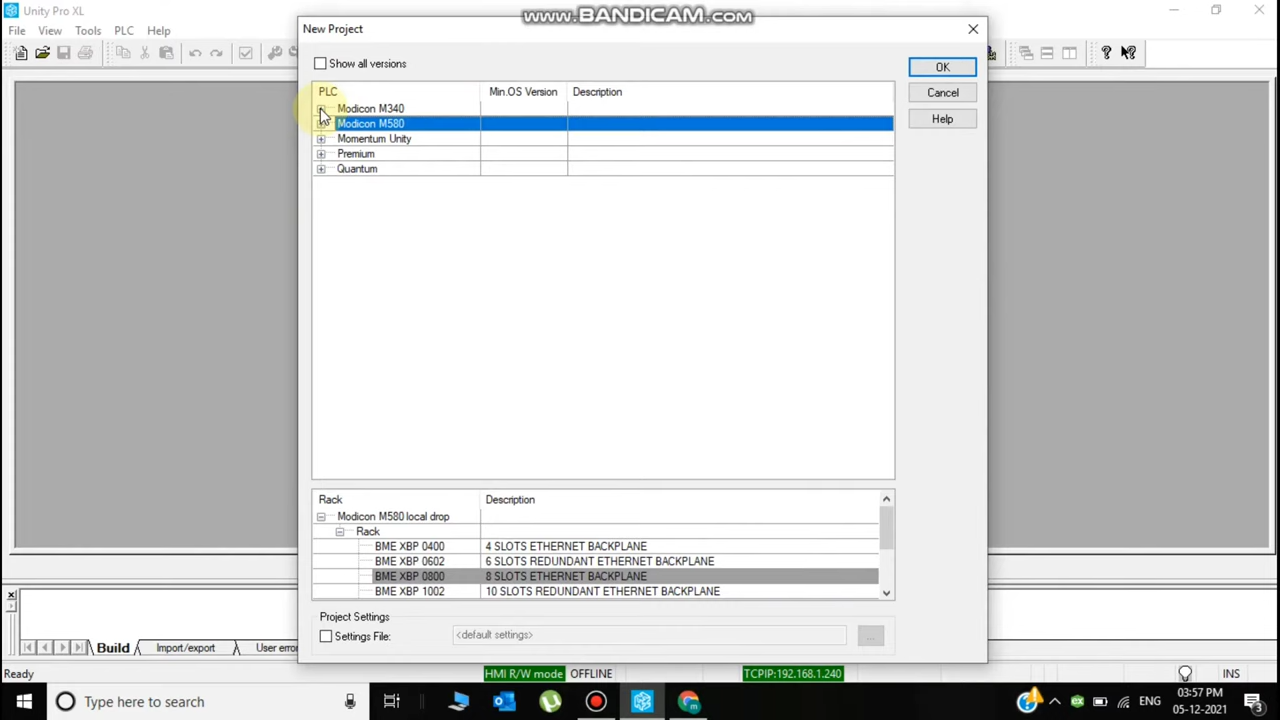 Unity Pro XL
www.BANDICAM.com
File View Tools PLC Help
New Project
Show all versions
OK
PLC Min.OS Version Description
Cancel
Modicon M340
Help
Modicon M580
Momentum Unity
Premium
Quantum
Rack Description
Modicon M580 local drop
Rack
BME XBP 0400 4 SLOTS ETHERNET BACKPLANE
BME XBP 0602 6 SLOTS REDUNDANT ETHERNET BACKPLANE
BME XBP 0800 8 SLOTS ETHERNET BACKPLANE
BME XBP 1002 10 SLOTS REDUNDANT ETHERNET BACKPLANE
Project Settings
Settings File: <default settings> ...
Build Import/export User erro
Ready HMI R/W mode OFFLINE TCPIP:192.168.1.240 INS
Type here to search ENG 03:57 PM
05-12-2021 3